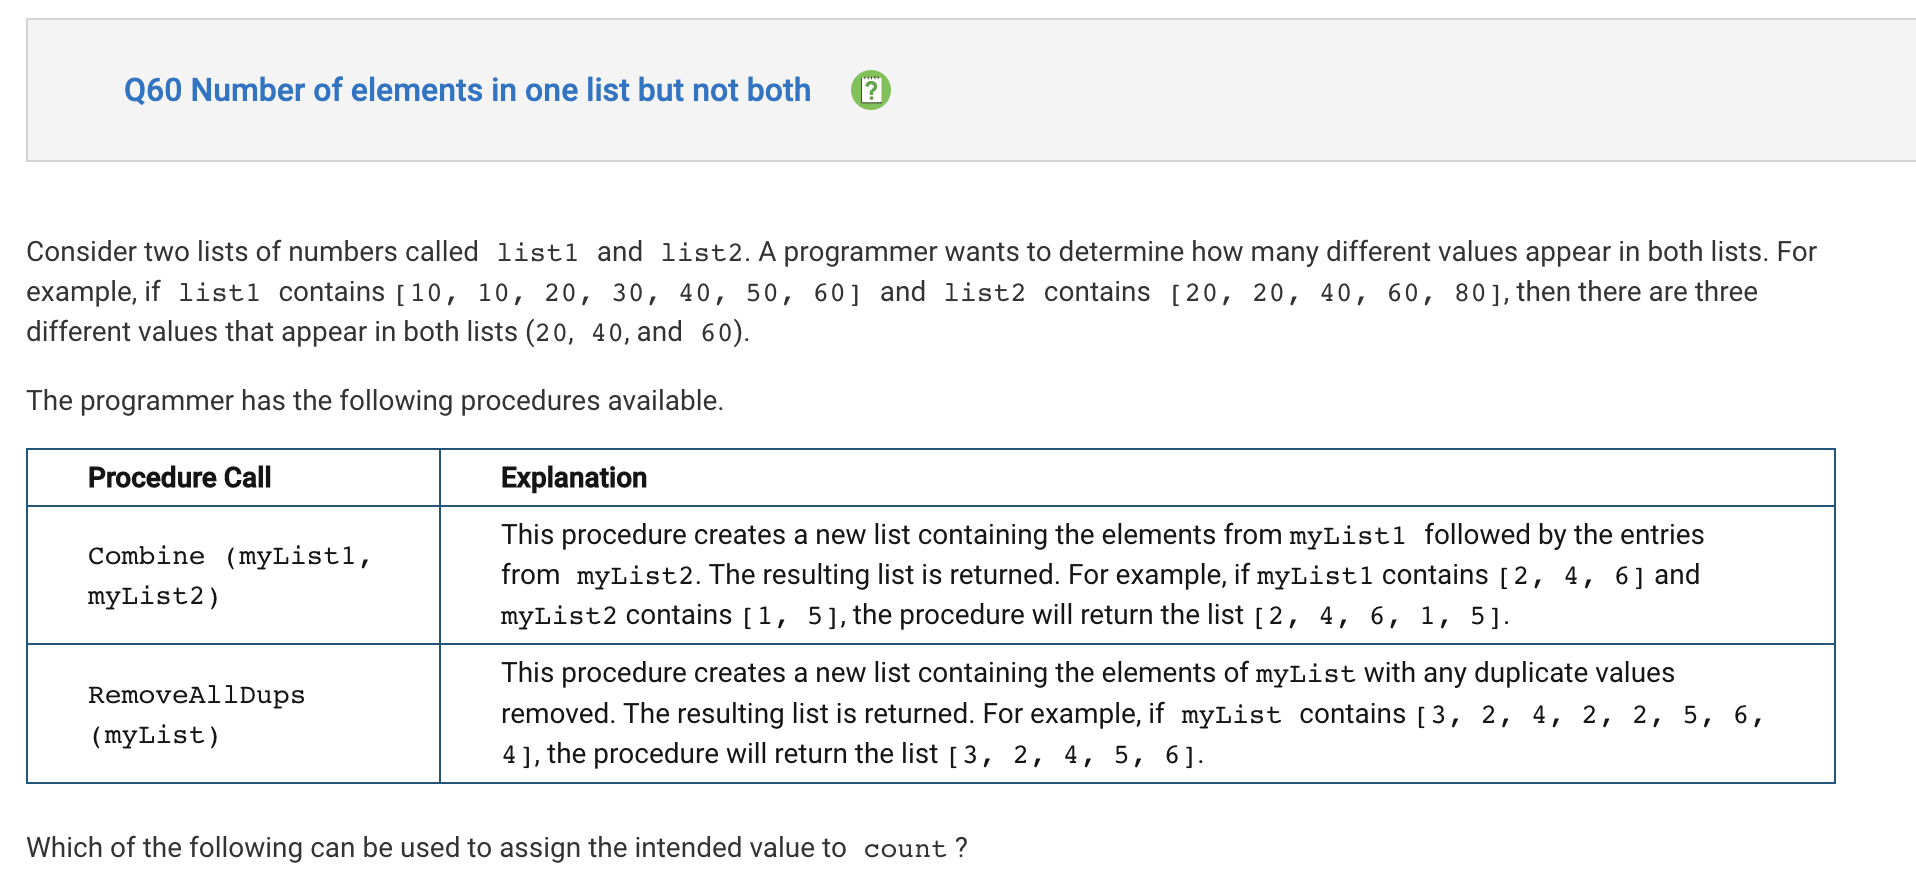 Q60 Number of elements in one list but not both
Consider two lists of numbers called list1 and list2. A programmer wants to determine how many different values appear in both lists. For
example, if list1 contains [10, 10, 20, 30, 40, 50, 60] and list2 contains [20, 20, 40, 60, 80], then there are three
different values that appear in both lists (20, 40, and 60).
The programmer has the following procedures available.
Procedure Call
Explanation
Combine (myList1,
myList2)
This procedure creates a new list containing the elements from myList1 followed by the entries
from myList2. The resulting list is returned. For example, if myList1 contains [2, 4, 6] and
myList2 contains [1, 5], the procedure will return the list [2, 4, 6, 1, 5].
RemoveAllDups
(myList)
This procedure creates a new list containing the elements of myList with any duplicate values
removed. The resulting list is returned. For example, if myList contains [3, 2, 4, 2, 2, 5, 6,
4], the procedure will return the list [3, 2, 4, 5, 6].
Which of the following can be used to assign the intended value to count ?